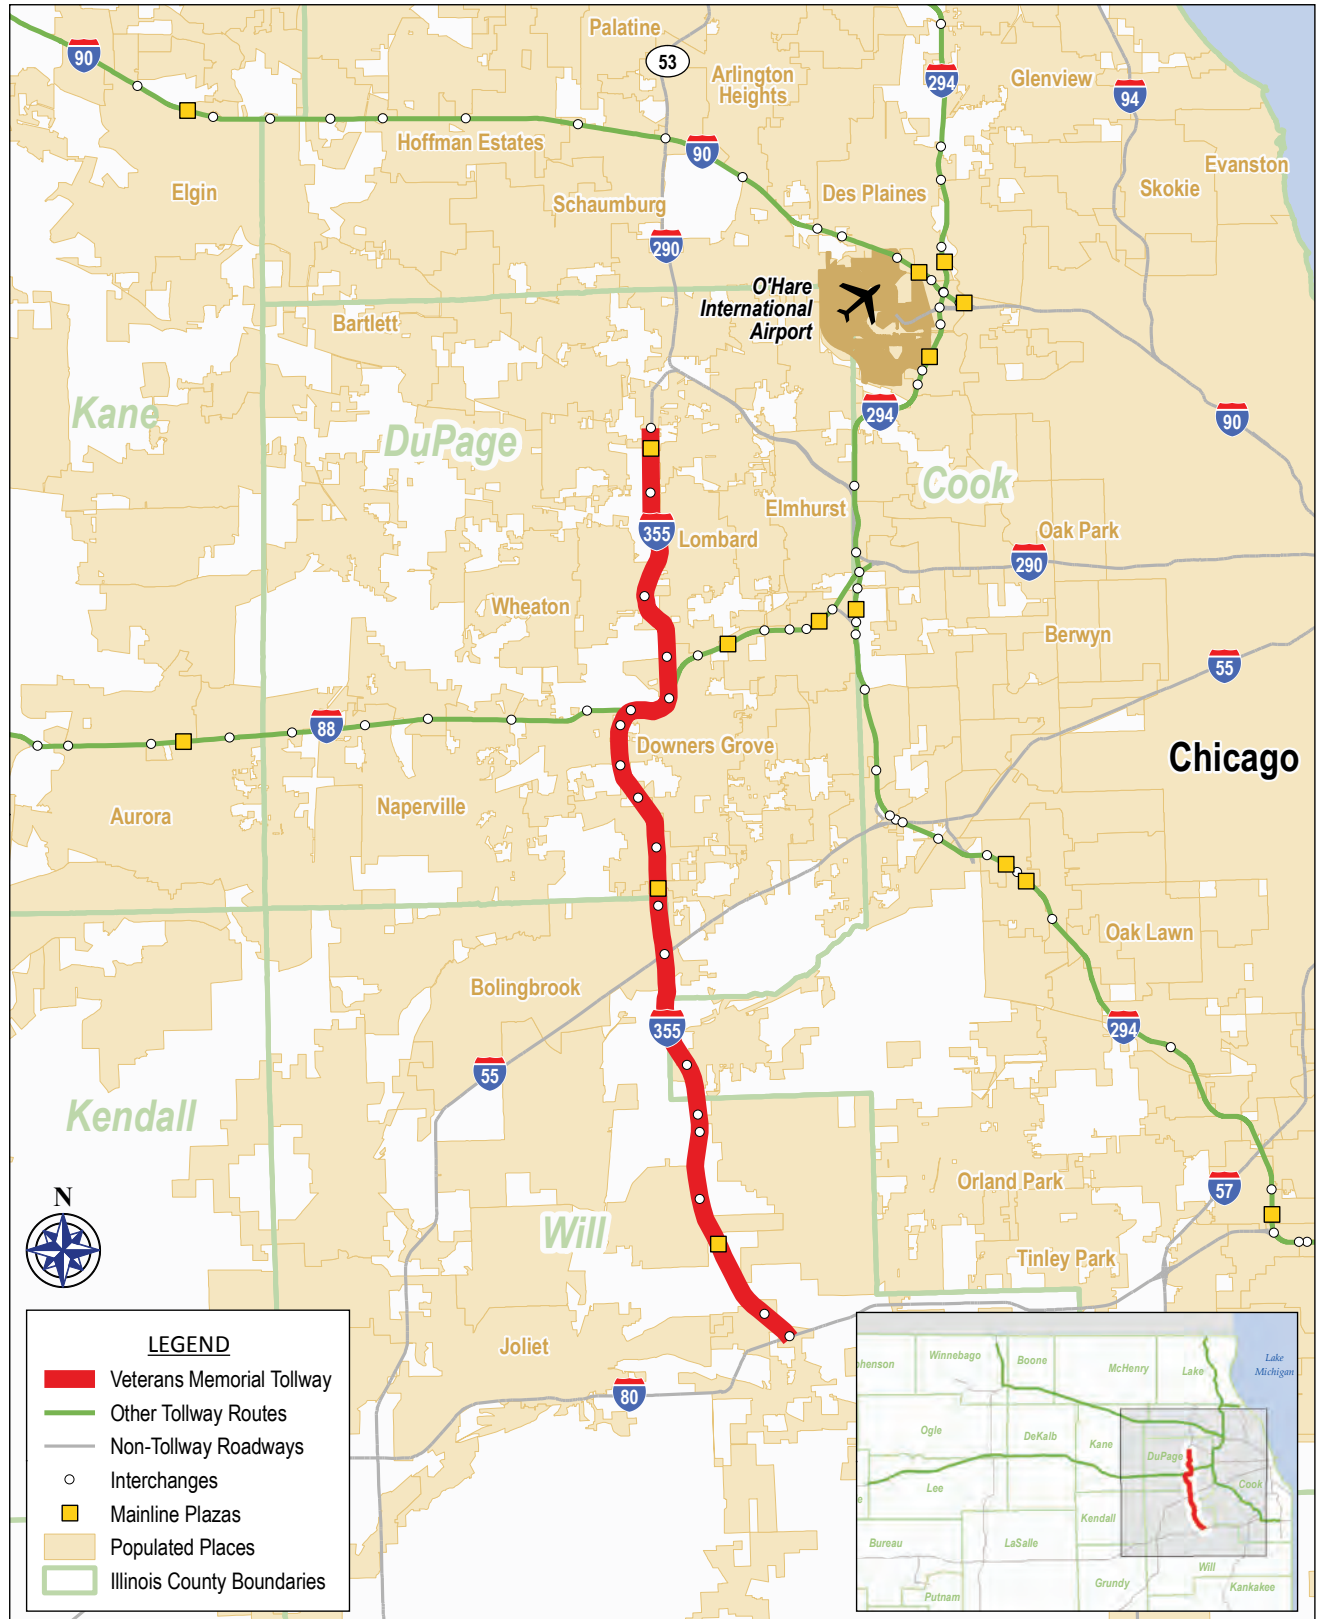 Palatine
53
90
Arlington
Heights
294
Glenview
94
Hoffman Estates
90
Evanston
Elgin
Des Plaines
Skokie
Schaumburg
290
O'Hare
International
Airport
Bartlett
Kane
294
90
DuPage
Cook
Elmhurst
355
Lombard
Oak Park
290
Wheaton
Berwyn
55
88
Downers Grove
Chicago
Aurora
Naperville
Oak Lawn
Bolingbrook
355
294
55
Kendall
Orland Park
57
N
Will
Tinley Park
Joliet
80
LEGEND
Veterans Memorial Tollway
Other Tollway Routes
Non-Tollway Roadways
Interchanges
Mainline Plazas
Populated Places
Illinois County Boundaries
henson
Winnebago
Boone
McHenry
Lake
Lake
Michigan
Ogle
DeKalb
Kane
DuPage
Cook
Lee
e
Kendall
Bureau
LaSalle
Will
Grundy
Kankakee
Putnam